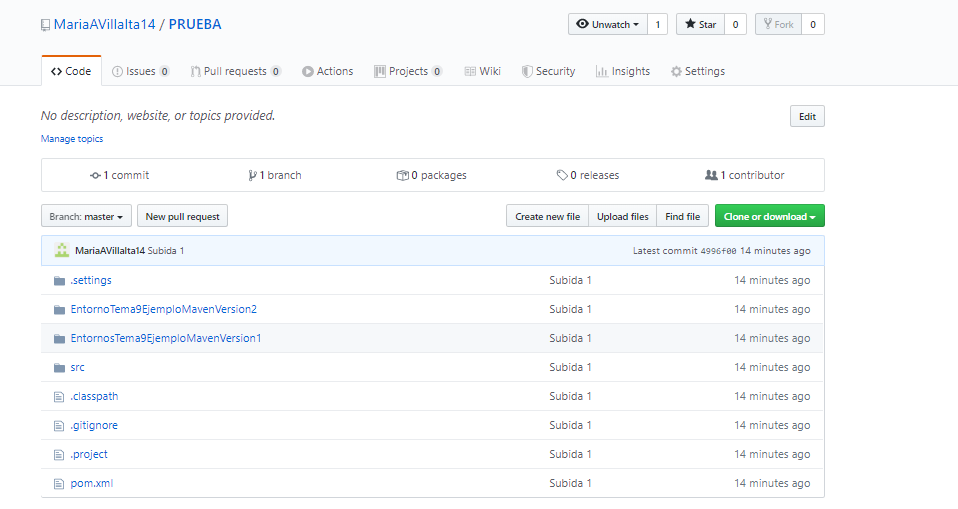 MariaAVillalta14 / PRUEBA Unwatch 1 Star 0 Fork 0
Code Issues 0 Pull requests 0 Actions Projects 0 Wiki Security Insights Settings
No description, website, or topics provided. Edit
Manage topics
1 commit 1 branch 0 packages 0 releases 1 contributor
Branch: master New pull request Create new file Upload files Find file Clone or download
MariaAVillalta14 Subida 1 Latest commit 4996f00 14 minutes ago
.settings Subida 1 14 minutes ago
EntornoTema9EjemploMavenVersion2 Subida 1 14 minutes ago
EntornosTema9EjemploMavenVersion1 Subida 1 14 minutes ago
src Subida 1 14 minutes ago
.classpath Subida 1 14 minutes ago
.gitignore Subida 1 14 minutes ago
.project Subida 1 14 minutes ago
pom.xml Subida 1 14 minutes ago